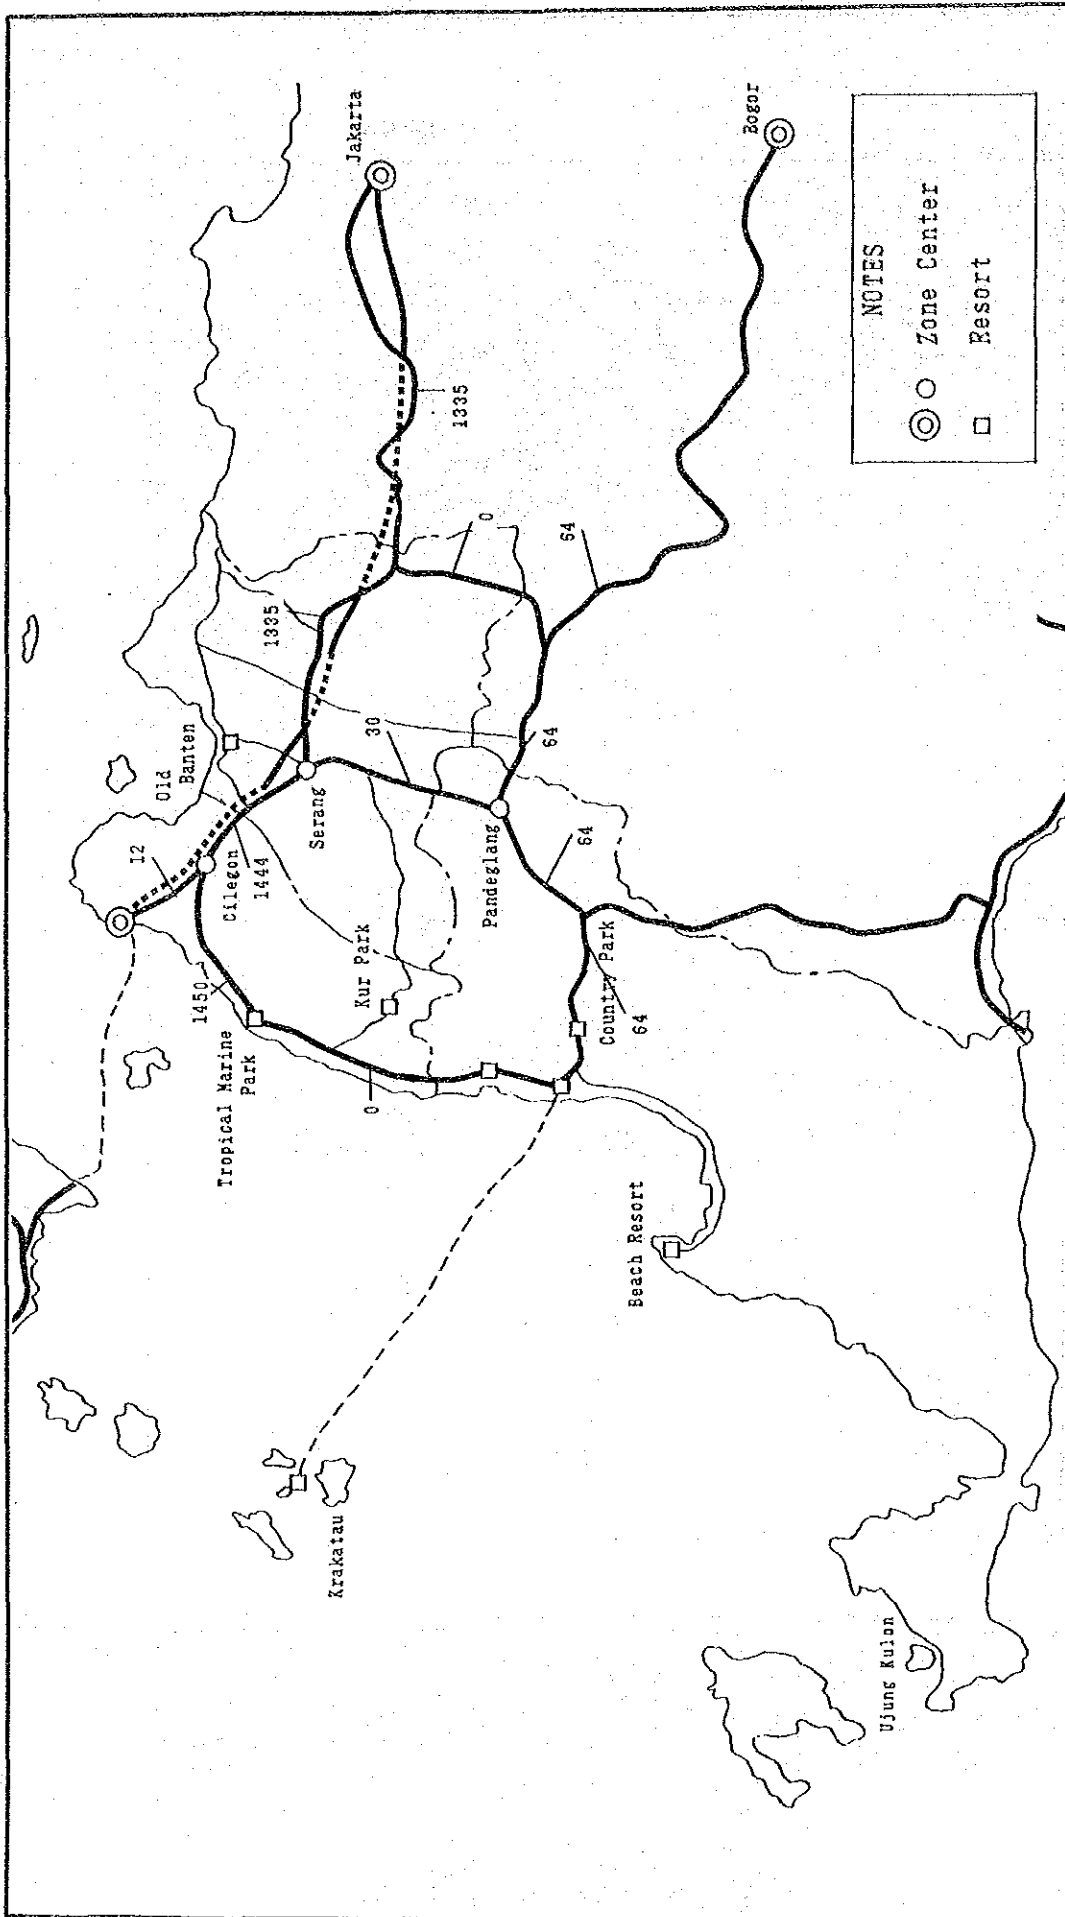 Jakarta
Bogor
NOTES
Zone Center
Resort
1335
0
64
1335
Old
Banten
30
64
12
Serang
Cilegon
1444
Pandeglang
64
1450
Kur Park
Country Park
64
Tropical Marine
Park
0
Beach Resort
Krakatau
Ujung Kulon